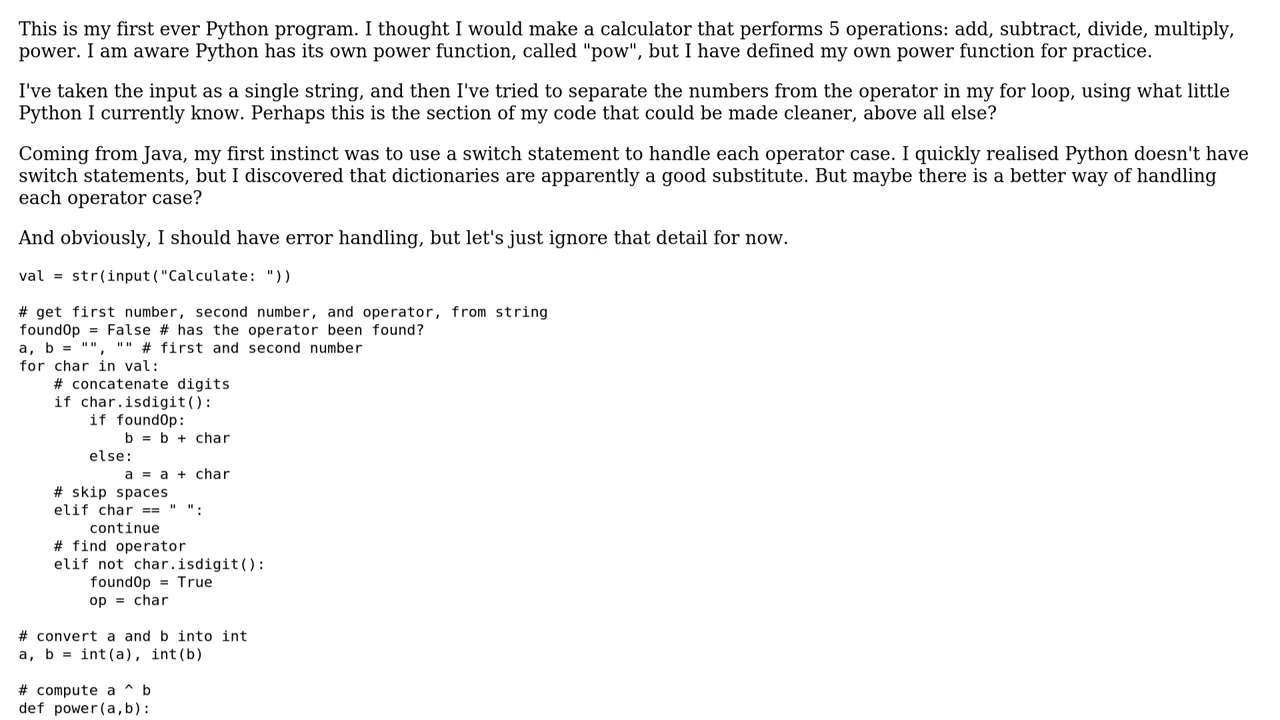 This is my first ever Python program. I thought I would make a calculator that performs 5 operations: add, subtract, divide, multiply,
power. I am aware Python has its own power function, called "pow", but I have defined my own power function for practice.
I've taken the input as a single string, and then I've tried to separate the numbers from the operator in my for loop, using what little
Python I currently know. Perhaps this is the section of my code that could be made cleaner, above all else?
Coming from Java, my first instinct was to use a switch statement to handle each operator case. I quickly realised Python doesn't have
switch statements, but I discovered that dictionaries are apparently a good substitute. But maybe there is a better way of handling
each operator case?
And obviously, I should have error handling, but let's just ignore that detail for now.
val = str(input("Calculate: "))
# get first number, second number, and operator, from string
foundOp = False # has the operator been found?
a, b = "", "" # first and second number
for char in val:
    # concatenate digits
    if char.isdigit():
        if foundOp:
            b = b + char
        else:
            a = a + char
    # skip spaces
    elif char == " ":
        continue
    # find operator
    elif not char.isdigit():
        foundOp = True
        op = char
# convert a and b into int
a, b = int(a), int(b)
# compute a ^ b
def power(a,b):